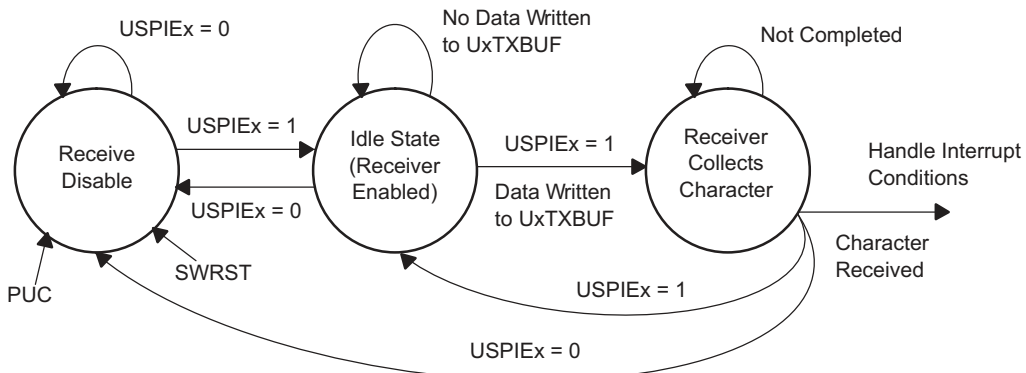 USPIEx = 0
No Data Written
to UxTXBUF
Not Completed
Receive
Disable
USPIEx = 1
USPIEx = 0
Idle State
(Receiver
Enabled)
USPIEx = 1
Data Written
to UxTXBUF
Receiver
Collects
Character
Handle Interrupt
Conditions
Character
Received
PUC
SWRST
USPIEx = 1
USPIEx = 0